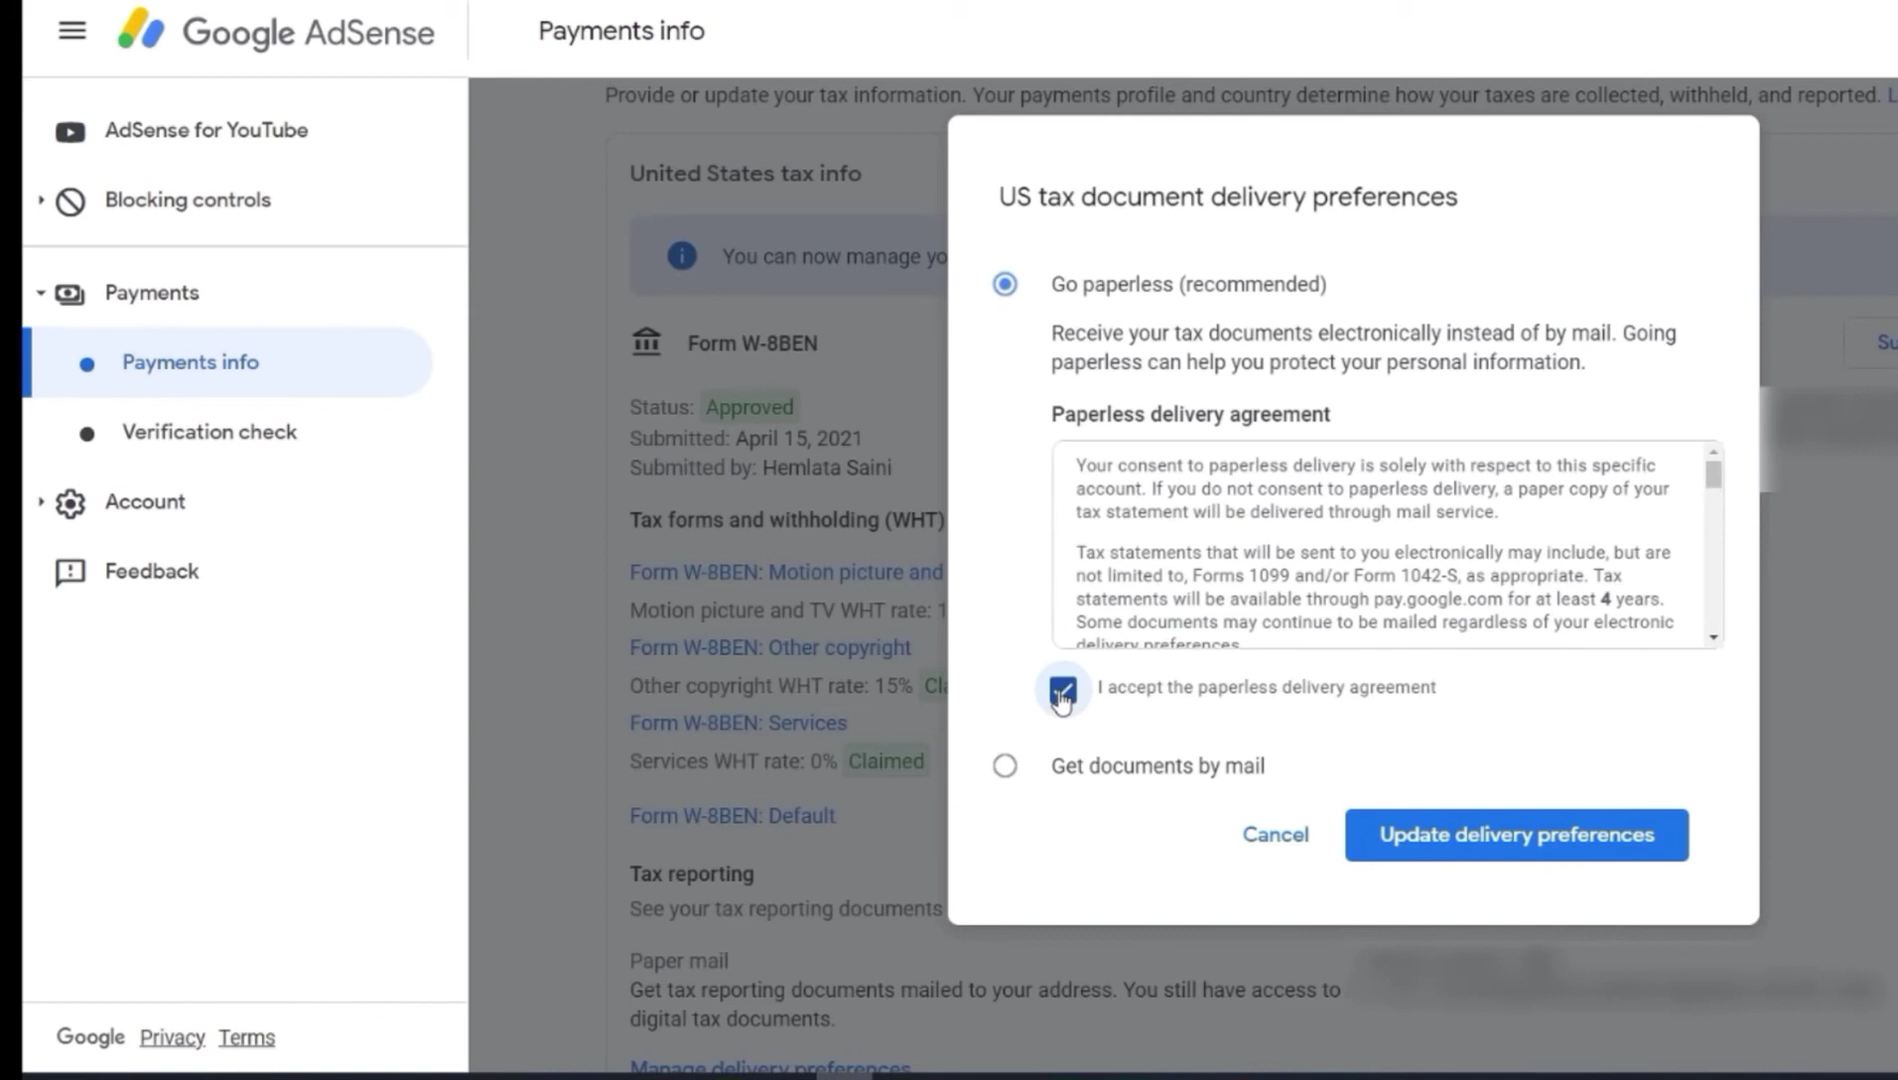 Google AdSense
Payments info
AdSense for YouTube
Blocking controls
Payments
Payments info
Verification check
Account
Feedback
Google Privacy Terms
Provide or update your tax information. Your payments profile and country determine how your taxes are collected, withheld, and reported.
United States tax info
You can now manage
Form W-8BEN
Status: Approved
Submitted: April 15, 2021
Submitted by: Hemlata Saini
Tax forms and withholding (WHT)
Form W-8BEN: Motion picture and
Motion picture and TV WHT rate:
Form W-8BEN: Other copyright
Other copyright WHT rate: 15%
Form W-8BEN: Services
Services WHT rate: 0% Claimed
Form W-8BEN: Default
Tax reporting
See your tax reporting documents
Paper mail
Get tax reporting documents mailed to your address. You still have access to
digital tax documents.
Manage delivery preferences
US tax document delivery preferences
Go paperless (recommended)
Receive your tax documents electronically instead of by mail. Going
paperless can help you protect your personal information.
Paperless delivery agreement
Your consent to paperless delivery is solely with respect to this specific
account. If you do not consent to paperless delivery, a paper copy of your
tax statement will be delivered through mail service.
Tax statements that will be sent to you electronically may include, but are
not limited to, Forms 1099 and/or Form 1042-S, as appropriate. Tax
statements will be available through pay.google.com for at least 4 years.
Some documents may continue to be mailed regardless of your electronic
delivery preferences.
I accept the paperless delivery agreement
Get documents by mail
Cancel
Update delivery preferences